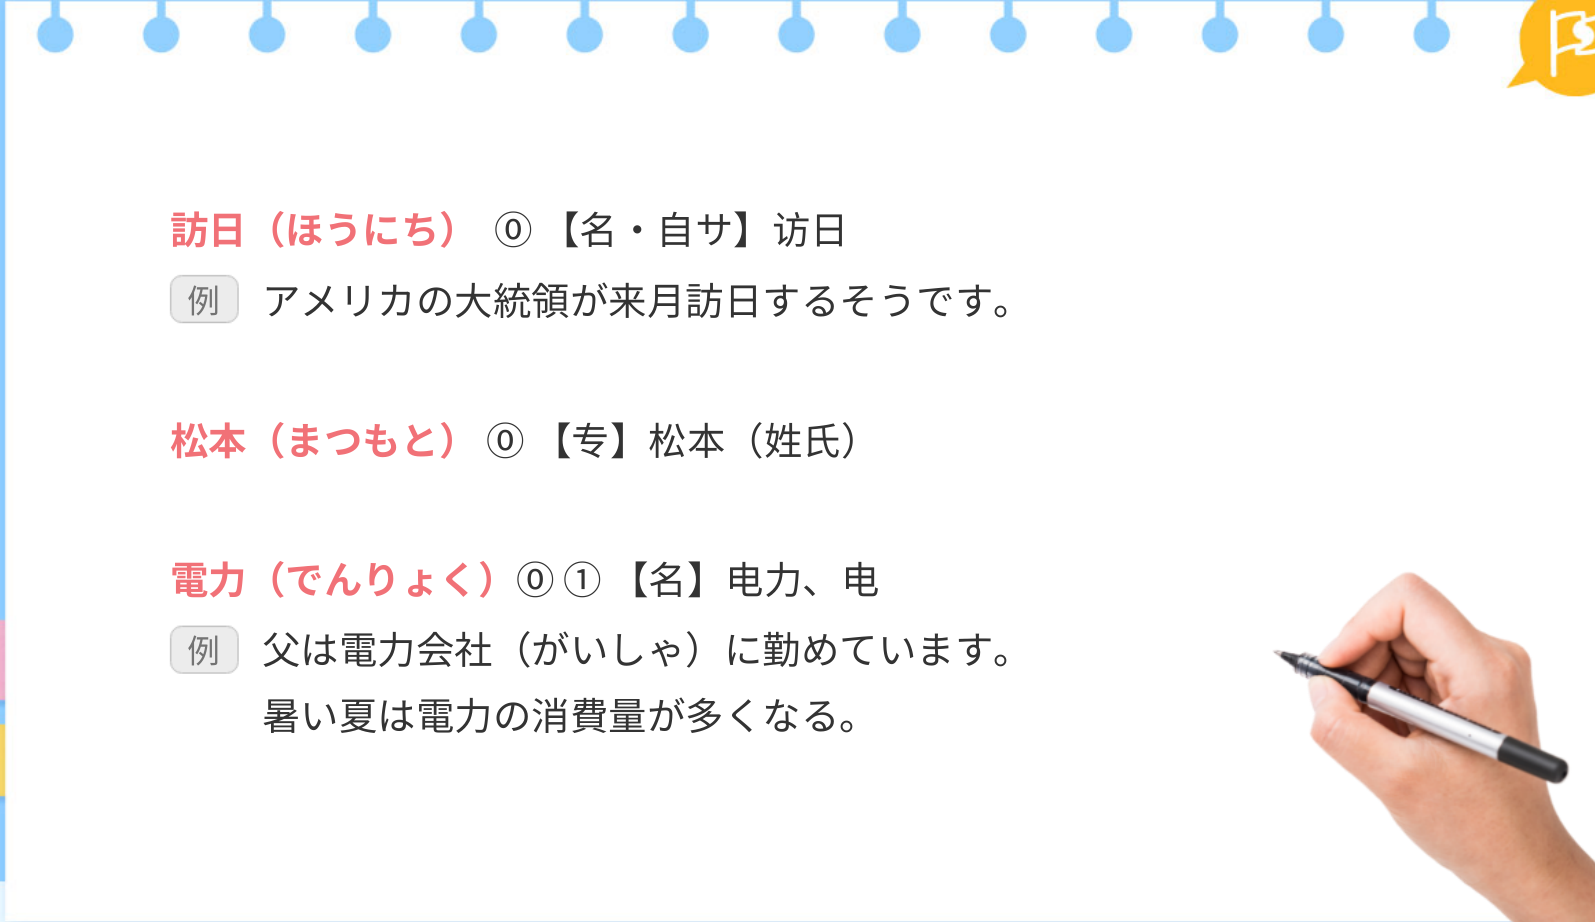 訪日（ほうにち） ⓪ 【名・自サ】访日
例 アメリカの大統領が来月訪日するそうです。
松本（まつもと） ⓪ 【专】松本（姓氏）
電力（でんりょく）⓪ ① 【名】电力、电
例 父は電力会社（がいしゃ）に勤めています。
暑い夏は電力の消費量が多くなる。